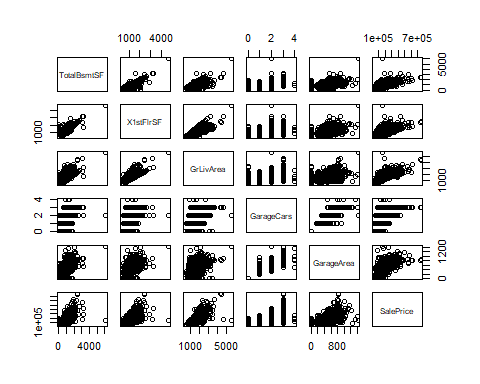 1000 4000 0 2 4 1e+05 7e+05
TotalBsmtSF 0 5000
1000 X1stFlrSF
GrLivArea 1000
0 2 4 GarageCars
GarageArea 0 1200
1e+05 SalePrice
0 4000 1000 5000 0 800